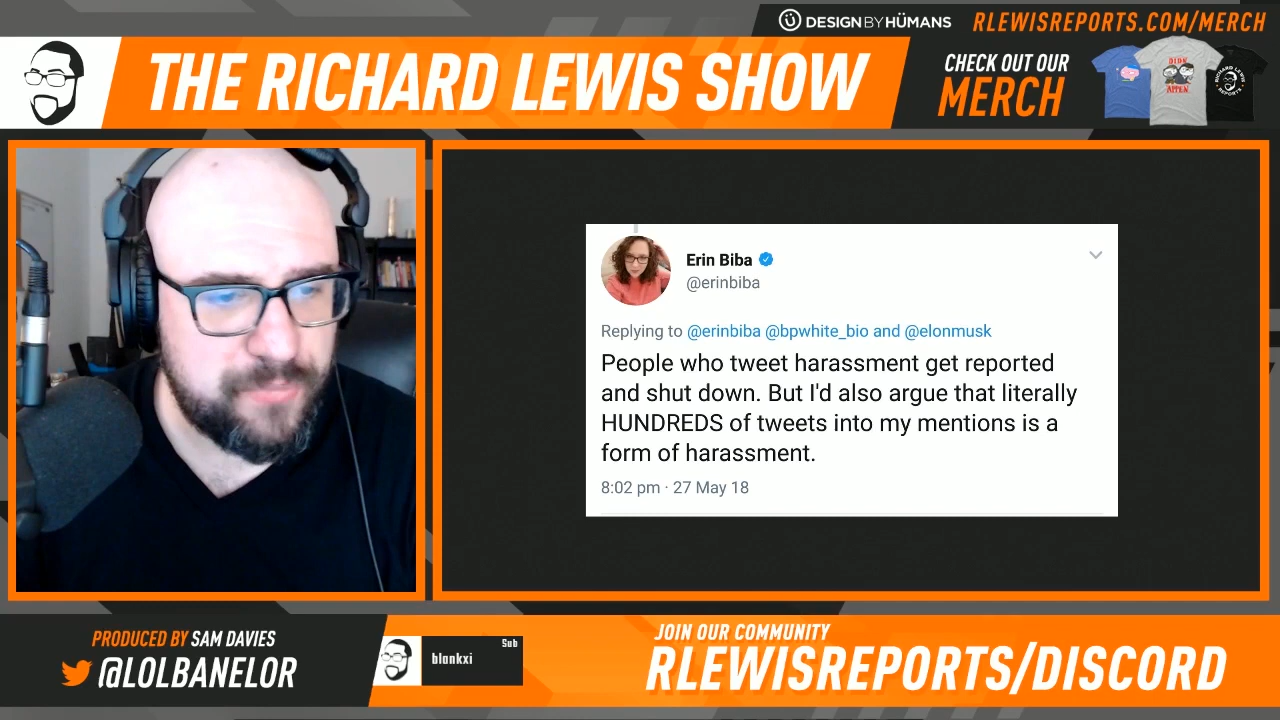 DESIGN BY HÜMANS
RLEWISREPORTS.COM/MERCH
THE RICHARD LEWIS SHOW
CHECK OUT OUR
MERCH
Erin Biba
@erinbiba
Replying to @erinbiba @bpwhite_bio and @elonmusk
People who tweet harassment get reported
and shut down. But I'd also argue that literally
HUNDREDS of tweets into my mentions is a
form of harassment.
8:02 pm · 27 May 18
PRODUCED BY SAM DAVIES
@LOLBANELOR
Sub
blankxi
JOIN OUR COMMUNITY
RLEWISREPORTS/DISCORD